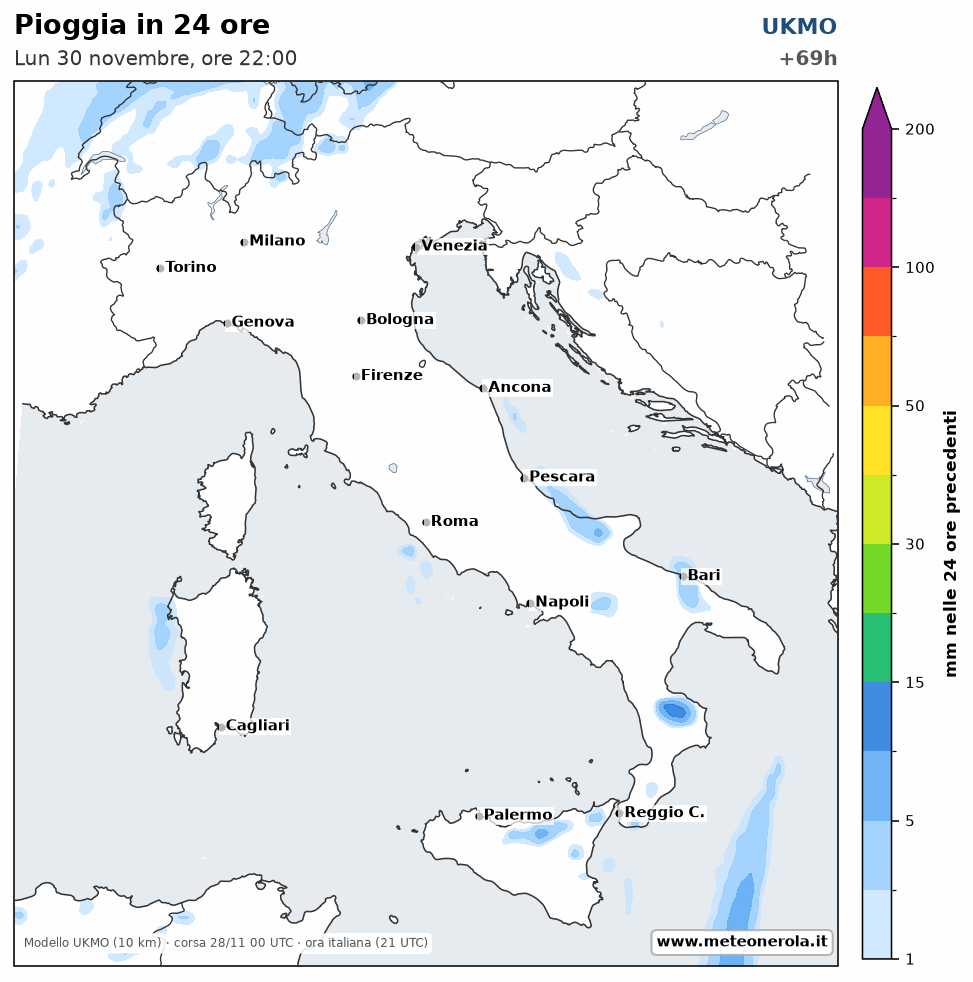 Pioggia in 24 ore
UKMO
Lun 30 novembre, ore 22:00
+69h
200
100
50
30
15
5
1
mm nelle 24 ore precedenti
Milano
Venezia
Torino
Genova
Bologna
Firenze
Ancona
Pescara
Roma
Bari
Napoli
Cagliari
Palermo
Reggio C.
Modello UKMO (10 km) · corsa 28/11 00 UTC · ora italiana (21 UTC)
www.meteonerola.it